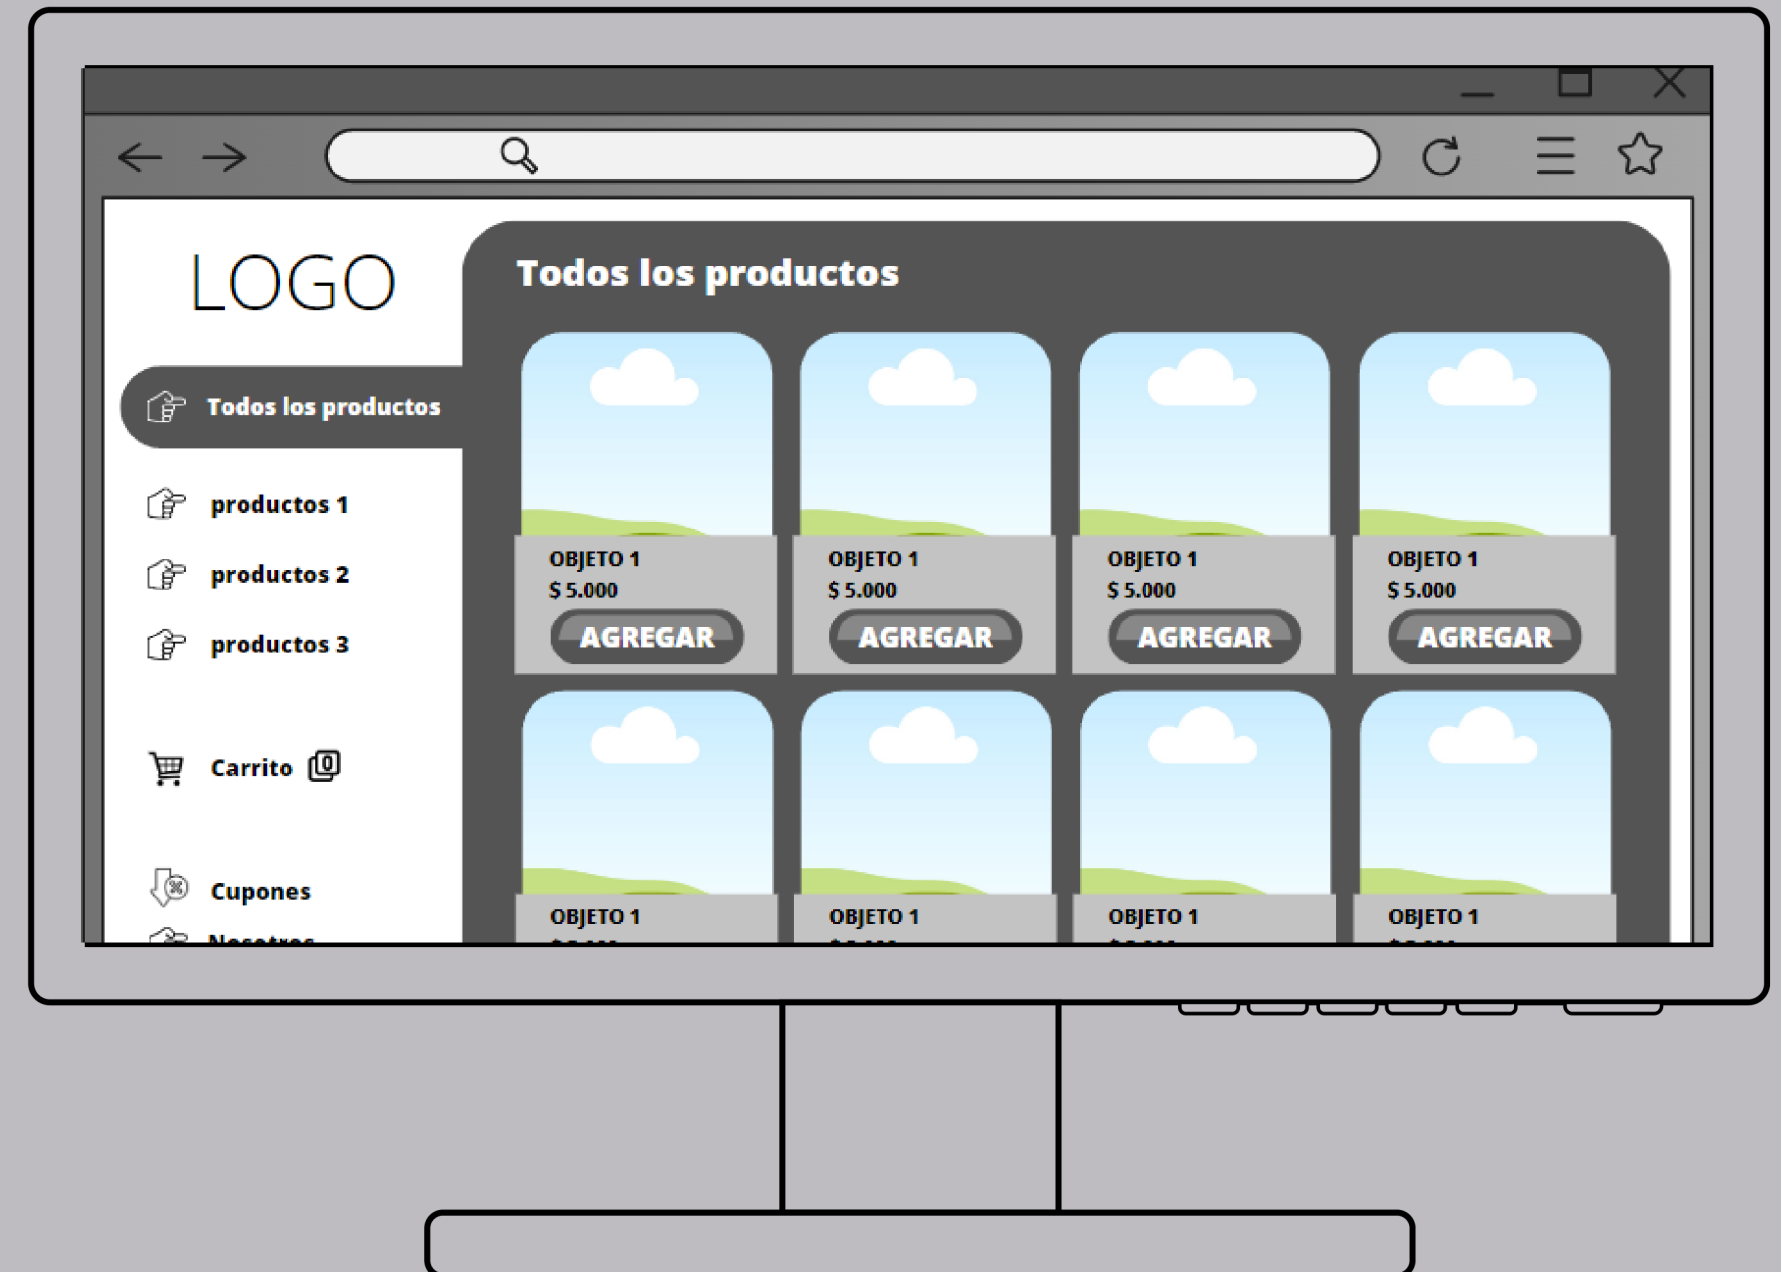 LOGO
Todos los productos
productos 1
productos 2
productos 3
Carrito 0
Cupones
Nosotros
Todos los productos
OBJETO 1
$ 5.000
AGREGAR
OBJETO 1
$ 5.000
AGREGAR
OBJETO 1
$ 5.000
AGREGAR
OBJETO 1
$ 5.000
AGREGAR
OBJETO 1
OBJETO 1
OBJETO 1
OBJETO 1